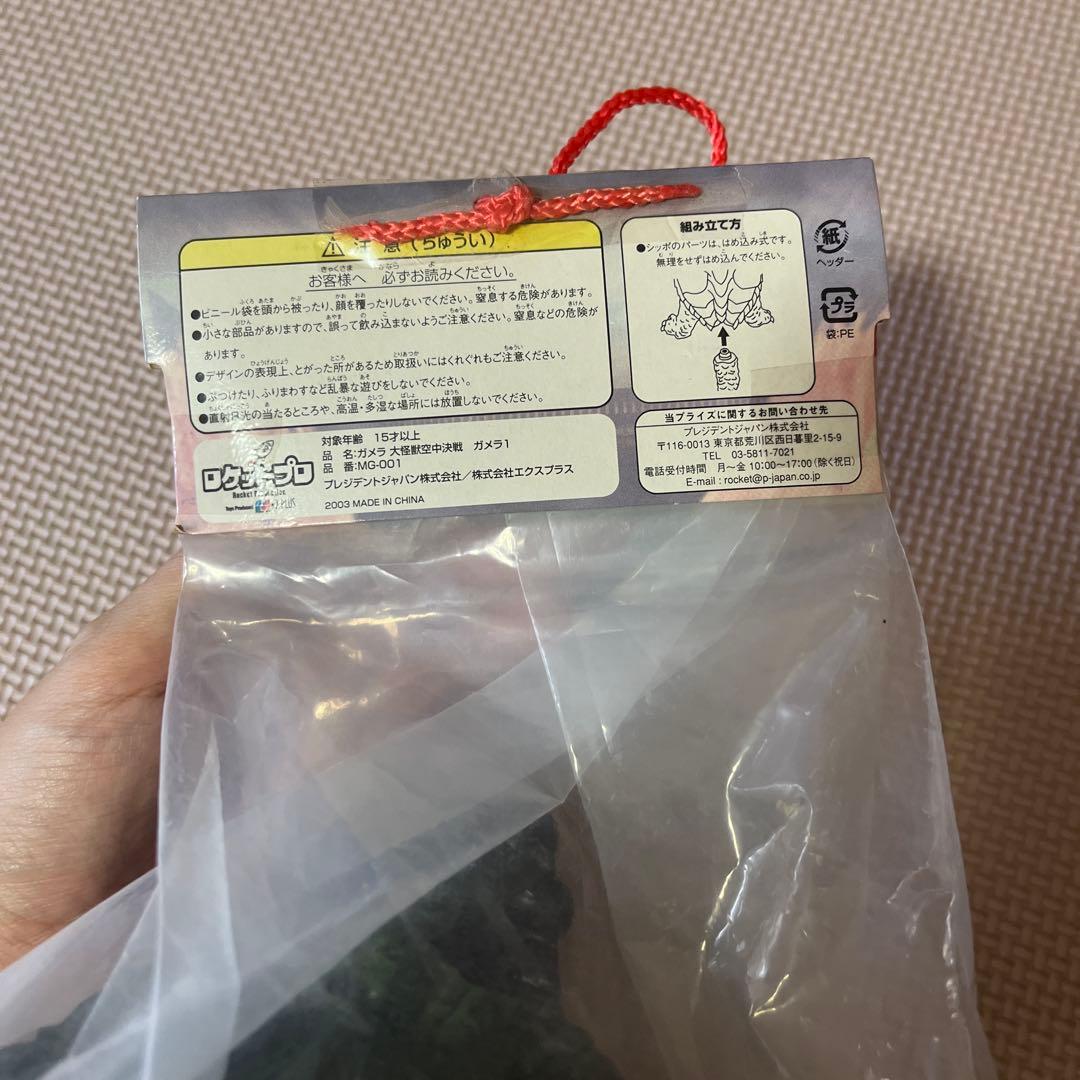 注意(ちゅうい)
お客様へ 必ずお読みください。
●ビニール袋を頭から被ったり、顔を覆ったりしないでください。窒息する危険があります。
●小さな部品がありますので、誤って飲み込まないようご注意ください。窒息などの危険が
あります。
●デザインの表現上、とがった所があるため取扱いにはくれぐれもご注意ください。
●ぶつけたり、ふりまわすなど乱暴な遊びをしないでください。
●直射日光の当たるところや、高温・多湿な場所には放置しないでください。
ロケットプロ
対象年齢 15才以上
品 名:ガメラ 大怪獣空中決戦 ガメラ1
品 番:MG-001
プレジデントジャパン株式会社/株式会社エクスプラス
2003 MADE IN CHINA
組み立て方
●シッポのパーツは、はめ込み式です。
無理をせずはめ込んでください。
紙
ヘッダー
プラ
袋:PE
当プライズに関するお問い合わせ先
プレジデントジャパン株式会社
〒116-0013 東京都荒川区西日暮里2-15-9
TEL 03-5811-7021
電話受付時間 月〜金 10:00〜17:00(除く祝日)
E-mail : rocket@p-japan.co.jp